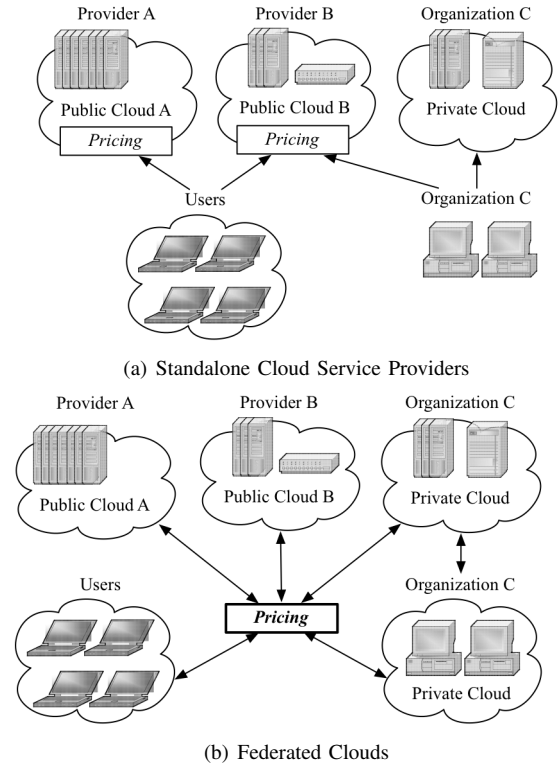 Provider A
Provider B
Organization C
Public Cloud A
Public Cloud B
Private Cloud
Pricing
Pricing
Users
Organization C
(a) Standalone Cloud Service Providers
Provider A
Provider B
Organization C
Public Cloud A
Public Cloud B
Private Cloud
Users
Pricing
Organization C
Private Cloud
(b) Federated Clouds